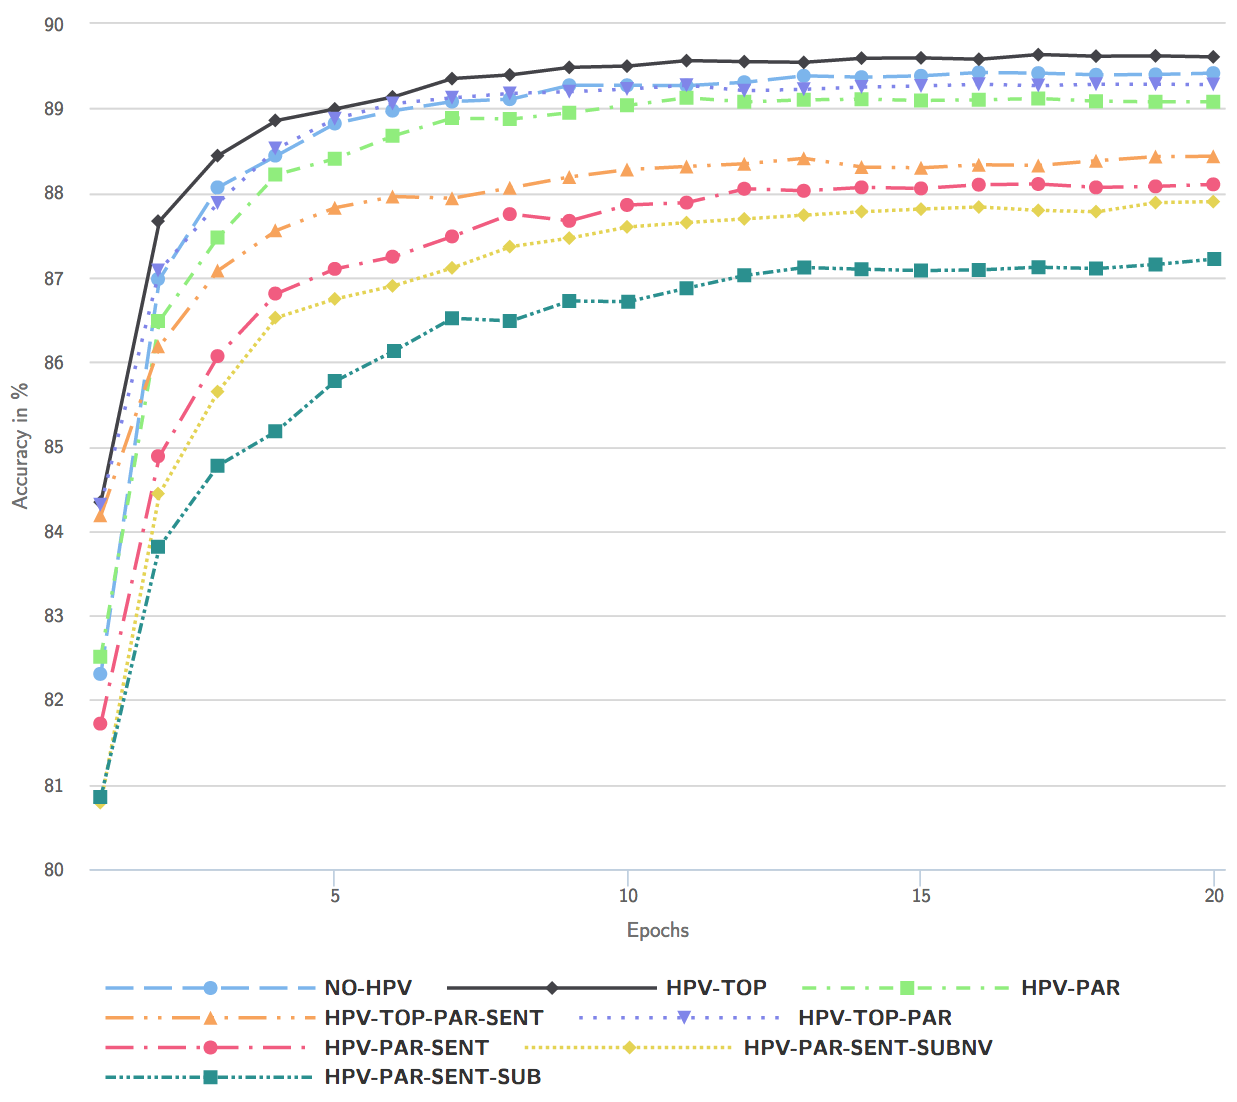 90
89
88
87
86
85
84
83
82
81
80
Accuracy in %
5 10 15 20
Epochs
NO-HPV HPV-TOP HPV-PAR
HPV-TOP-PAR-SENT HPV-TOP-PAR
HPV-PAR-SENT HPV-PAR-SENT-SUBNV
HPV-PAR-SENT-SUB